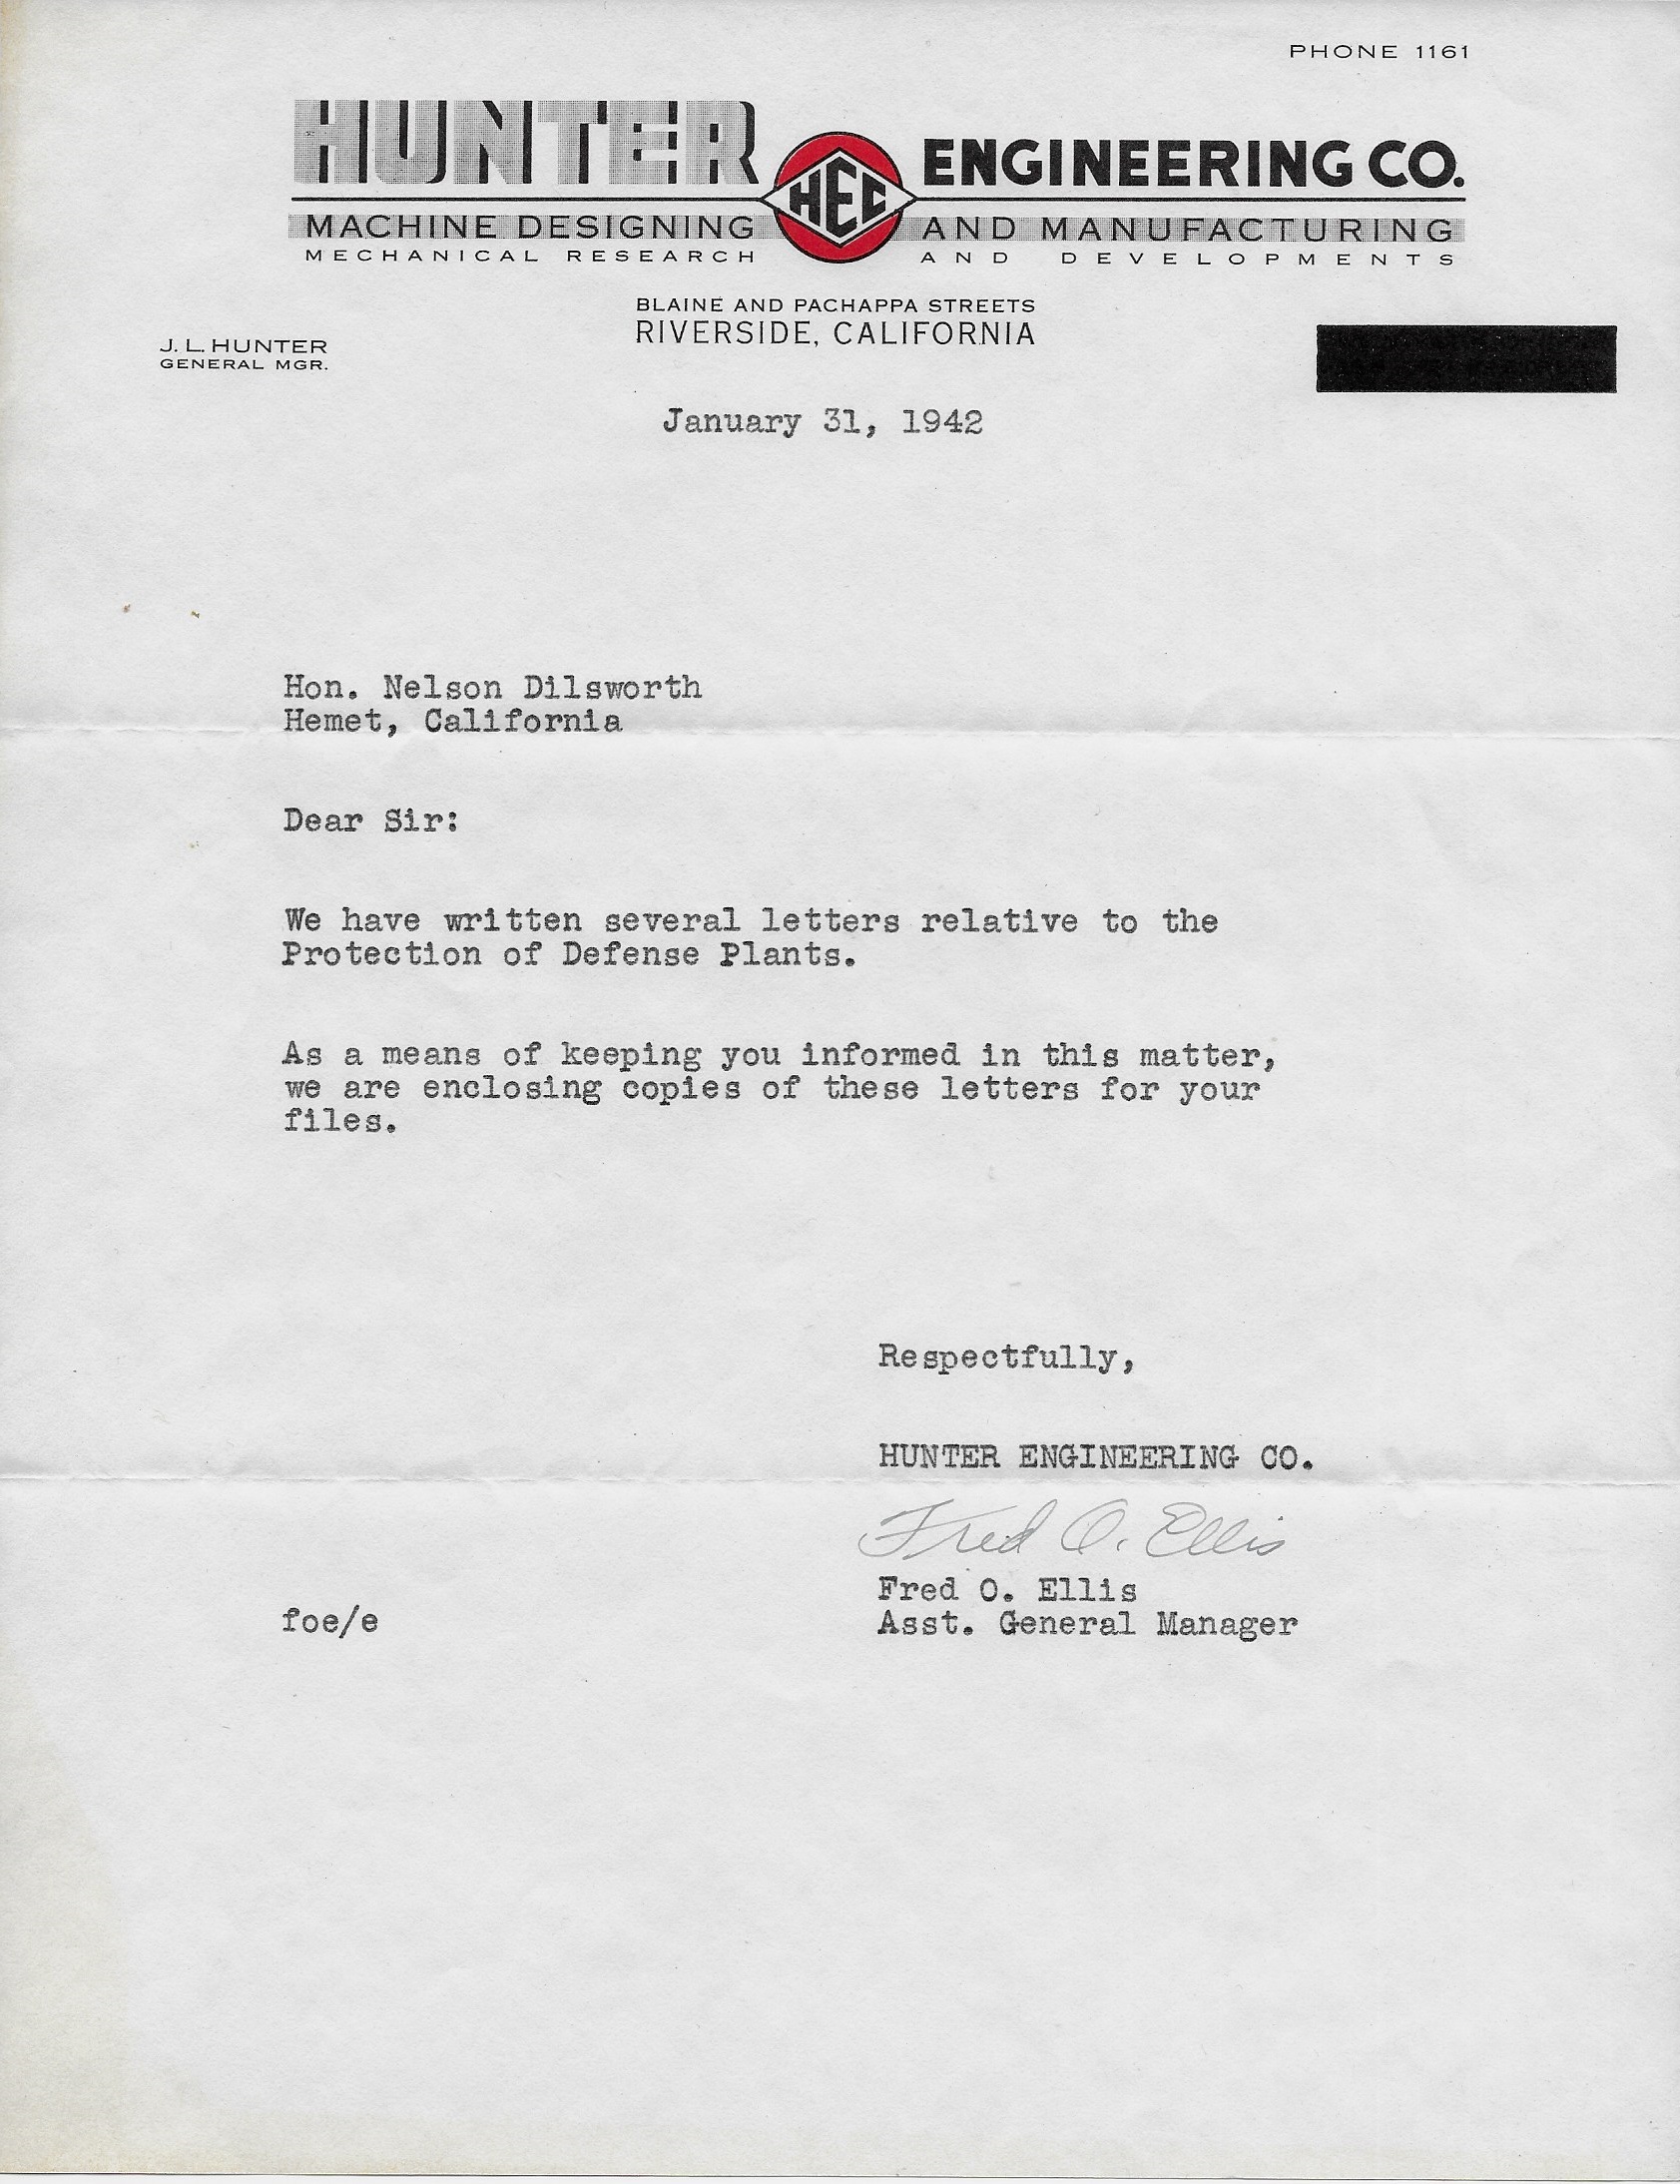 PHONE 1161
HUNTER HEC ENGINEERING CO.
MACHINE DESIGNING AND MANUFACTURING
MECHANICAL RESEARCH AND DEVELOPMENTS
BLAINE AND PACHAPPA STREETS
RIVERSIDE, CALIFORNIA
J. L. HUNTER
GENERAL MGR.
January 31, 1942
Hon. Nelson Dilsworth
Hemet, California
Dear Sir:
We have written several letters relative to the
Protection of Defense Plants.
As a means of keeping you informed in this matter,
we are enclosing copies of these letters for your
files.
Respectfully,
HUNTER ENGINEERING CO.
Fred O. Ellis
Fred O. Ellis
Asst. General Manager
foe/e